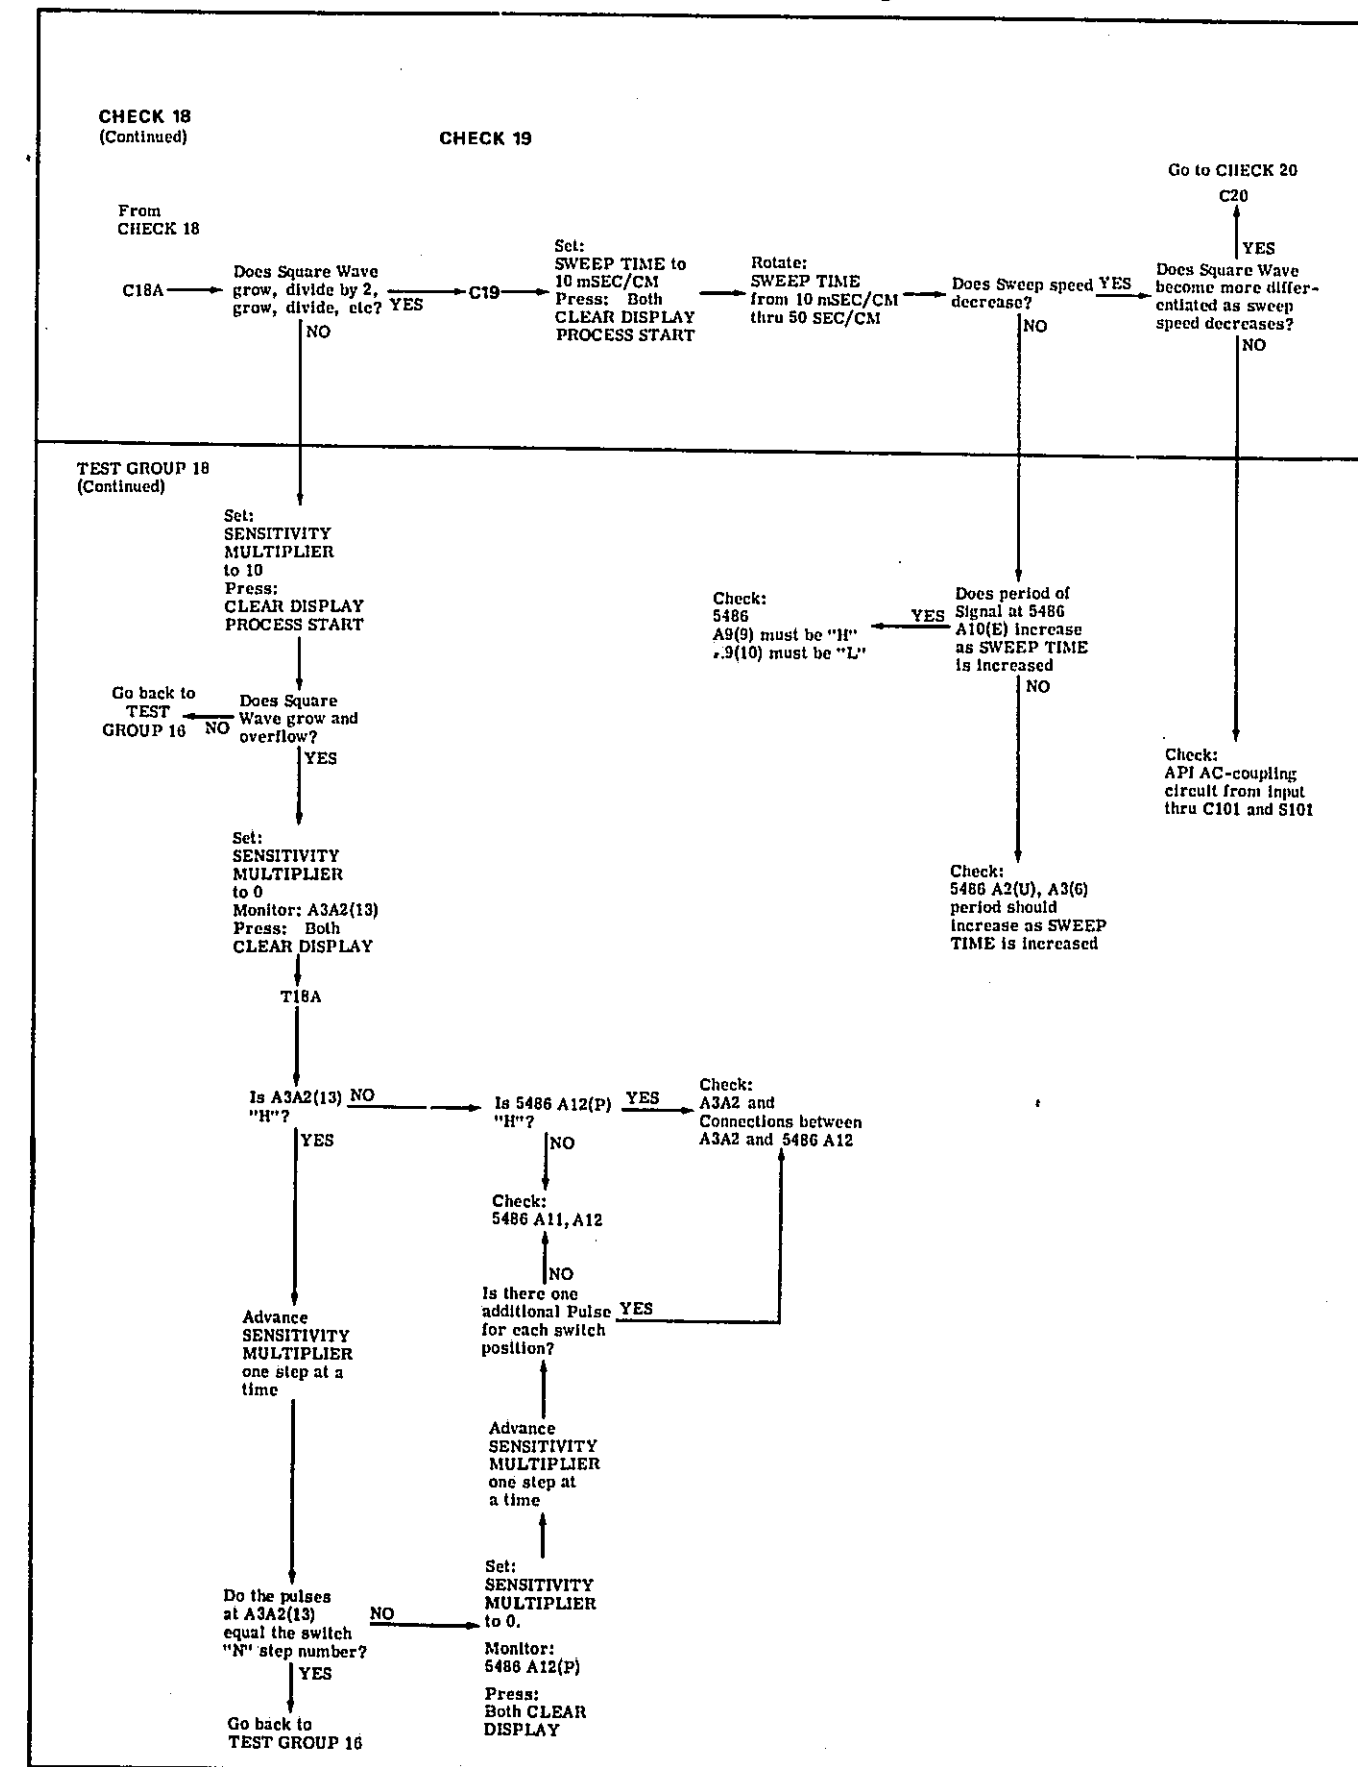 CHECK 18
(Continued)
CHECK 19
Go to CHECK 20
C20
From
CHECK 18
C18A
Does Square Wave
grow, divide by 2,
grow, divide, etc?
YES
NO
C19
Set:
SWEEP TIME to
10 mSEC/CM
Press: Both
CLEAR DISPLAY
PROCESS START
Rotate:
SWEEP TIME
from 10 mSEC/CM
thru 50 SEC/CM
Does Sweep speed
decrease?
YES
NO
YES
Does Square Wave
become more differ-
entiated as sweep
speed decreases?
NO
TEST GROUP 18
(Continued)
Set:
SENSITIVITY
MULTIPLIER
to 10
Press:
CLEAR DISPLAY
PROCESS START
Check:
5486
A9(9) must be "H"
.9(10) must be "L"
YES
Does period of
Signal at 5486
A10(E) increase
as SWEEP TIME
is increased
NO
Go back to
TEST
GROUP 16
NO
Does Square
Wave grow and
overflow?
YES
Check:
API AC-coupling
circuit from input
thru C101 and S101
Set:
SENSITIVITY
MULTIPLIER
to 0
Monitor: A3A2(13)
Press: Both
CLEAR DISPLAY
Check:
5486 A2(U), A3(6)
period should
increase as SWEEP
TIME is increased
T18A
Is A3A2(13)
"H"?
NO
YES
Is 5486 A12(P)
"H"?
YES
NO
Check:
A3A2 and
Connections between
A3A2 and 5486 A12
Check:
5486 A11, A12
NO
Is there one
additional Pulse
for each switch
position?
YES
Advance
SENSITIVITY
MULTIPLIER
one step at a
time
Advance
SENSITIVITY
MULTIPLIER
one step at
a time
Do the pulses
at A3A2(13)
equal the switch
"N" step number?
NO
YES
Set:
SENSITIVITY
MULTIPLIER
to 0.
Monitor:
5486 A12(P)
Press:
Both CLEAR
DISPLAY
Go back to
TEST GROUP 16